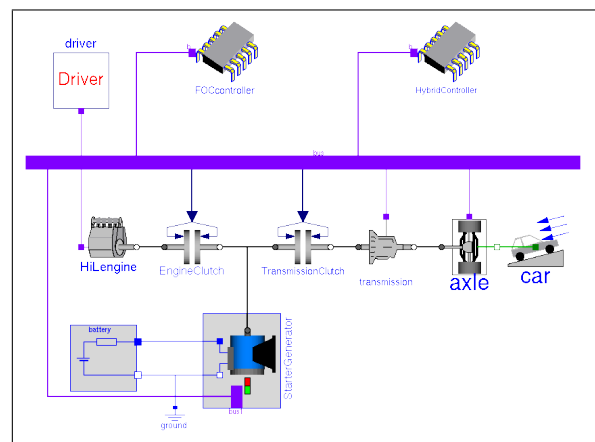 driver
Driver
FOCcontroller
HybridController
bus
HiLengine
EngineClutch
TransmissionClutch
transmission
axle
car
battery
StarterGenerator
bus1
ground